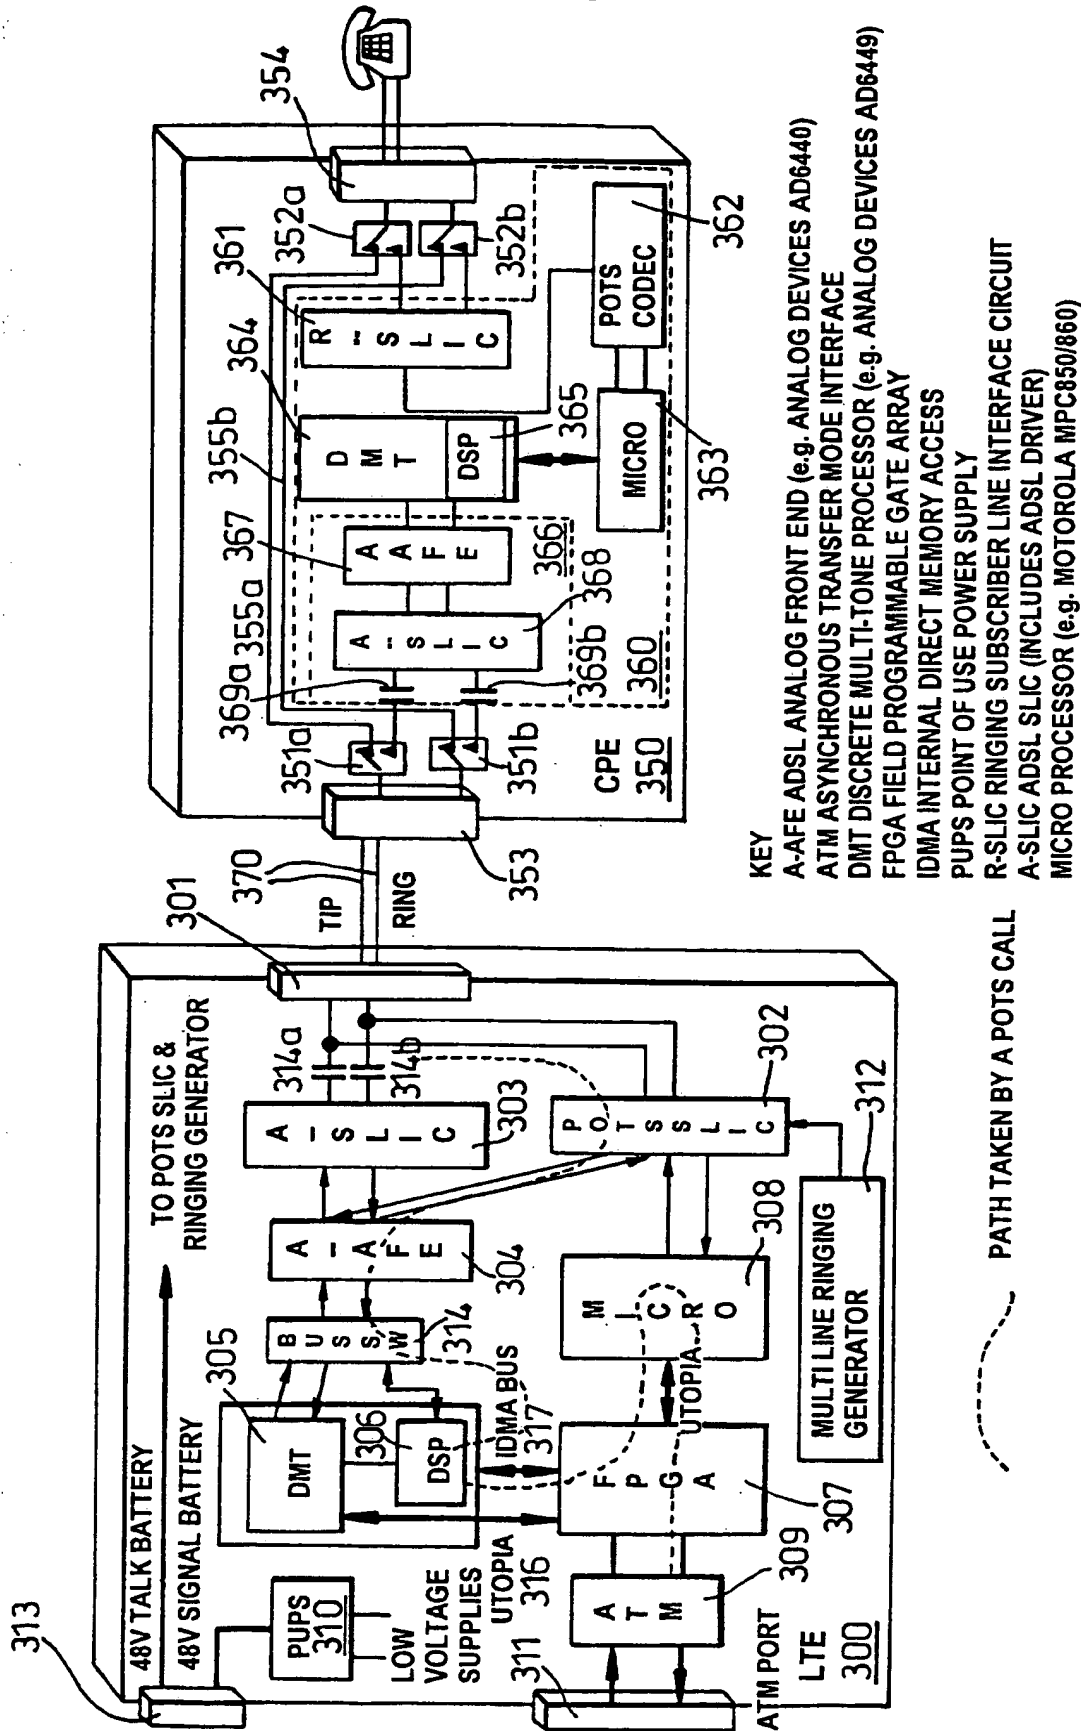 313
48V TALK BATTERY
48V SIGNAL BATTERY
TO POTS SLIC &
RINGING GENERATOR
PUPS
310
LOW
VOLTAGE
SUPPLIES
305
DMT
306
DSP
BUSSW
314
A-AFE
304
A-SLIC
303
314a
314b
301
TIP
370
RING
IDMA BUS
317
UTOPIA
316
UTOPIA
311
ATM PORT
ATM
309
FPGA
307
MICRO
308
POTSSLIC
302
MULTI LINE RINGING
GENERATOR
312
LTE
300
353
351a
351b
369a
369b
355a
355b
A-SLIC
368
AAFE
367
366
DMT
364
DSP
365
R-SLIC
361
352a
352b
354
MICRO
363
POTS
CODEC
362
360
CPE
350
PATH TAKEN BY A POTS CALL
KEY
A-AFE ADSL ANALOG FRONT END (e.g. ANALOG DEVICES AD6440)
ATM ASYNCHRONOUS TRANSFER MODE INTERFACE
DMT DISCRETE MULTI-TONE PROCESSOR (e.g. ANALOG DEVICES AD6449)
FPGA FIELD PROGRAMMABLE GATE ARRAY
IDMA INTERNAL DIRECT MEMORY ACCESS
PUPS POINT OF USE POWER SUPPLY
R-SLIC RINGING SUBSCRIBER LINE INTERFACE CIRCUIT
A-SLIC ADSL SLIC (INCLUDES ADSL DRIVER)
MICRO PROCESSOR (e.g. MOTOROLA MPC850/860)